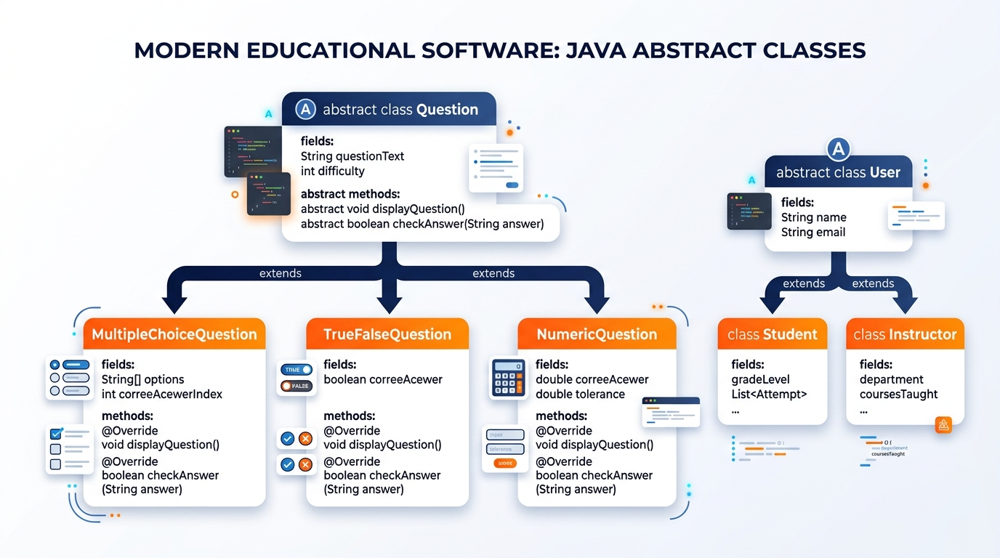 MODERN EDUCATIONAL SOFTWARE: JAVA ABSTRACT CLASSES
A abstract class Question
A
fields:
String questionText
int difficulty
abstract methods:
abstract void displayQuestion()
abstract boolean checkAnswer(String answer)
A
abstract class User
A
fields:
String name
String email
extends
extends
extends
extends
MultipleChoiceQuestion
fields:
String[] options
int correeAcewerIndex
methods:
@Override
void displayQuestion()
@Override
boolean checkAnswer
(String answer)
TrueFalseQuestion
TRUE
FALSE
fields:
boolean correeAcewer
methods:
@Override
void displayQuestion()
@Override
boolean checkAnswer
(String answer)
NumericQuestion
0
fields:
double correeAcewer
double tolerance
methods:
@Override
void displayQuestion()
@Override
boolean checkAnswer
(String answer)
input
tolerance
class Student
fields:
gradeLevel
List<Attempt>
...
class Instructor
fields:
department
coursesTaught
...
department
coursesTaught